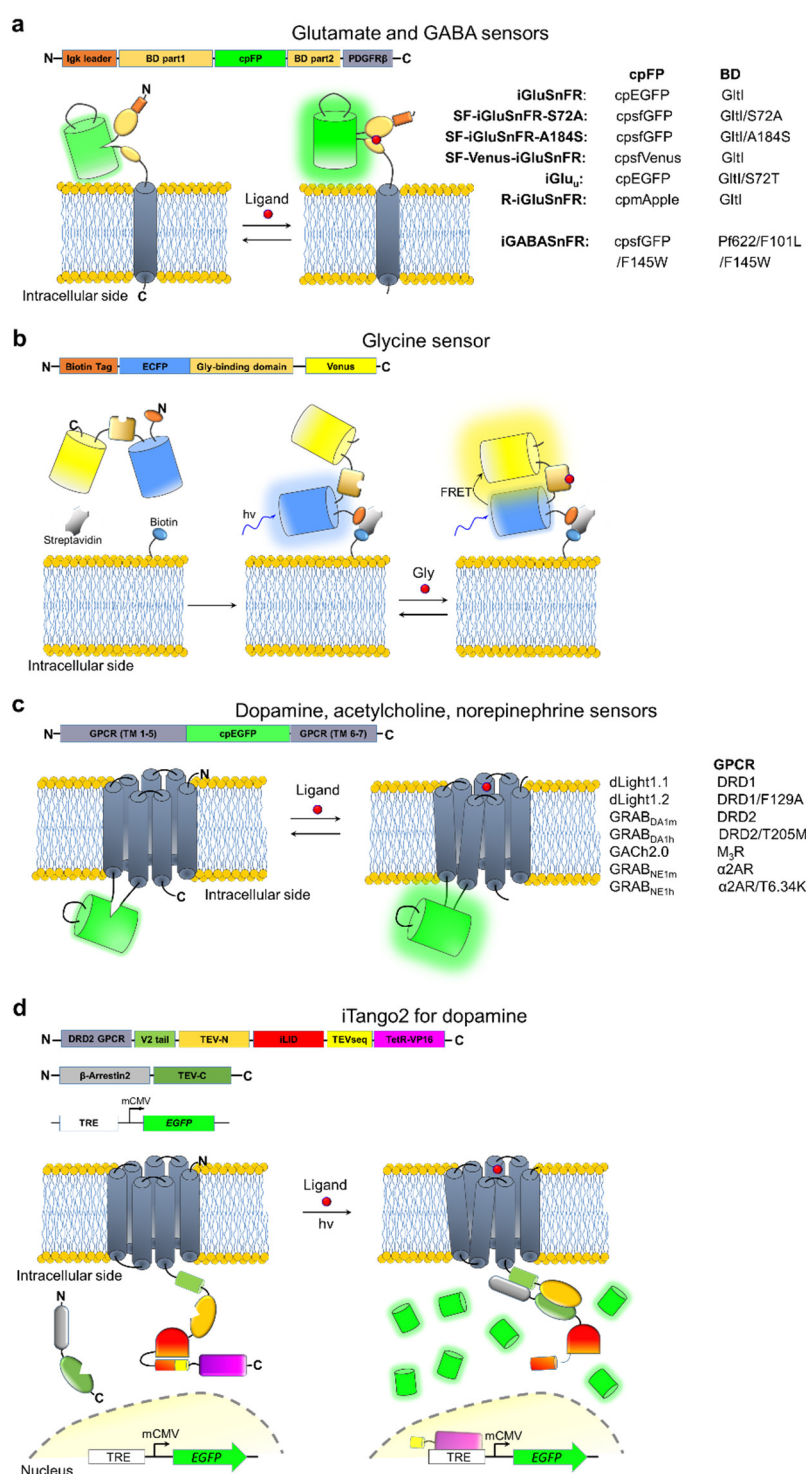 a
Glutamate and GABA sensors
N Igk leader BD part1 cpFP BD part2 PDGFRβ C
cpFP BD
iGluSnFR: cpEGFP GltI
SF-iGluSnFR-S72A: cpsfGFP GltI/S72A
SF-iGluSnFR-A184S: cpsfGFP GltI/A184S
SF-Venus-iGluSnFR: cpsfVenus GltI
iGluu: cpEGFP GltI/S72T
R-iGluSnFR: cpmApple GltI
iGABASnFR: cpsfGFP Pf622/F101L
/F145W /F145W
N
N
Ligand
Intracellular side
C
C
b
Glycine sensor
N Biotin Tag ECFP Gly-binding domain Venus C
C
N
Streptavidin
Biotin
hv
FRET
Gly
Intracellular side
c
Dopamine, acetylcholine, norepinephrine sensors
N GPCR (TM 1-5) cpEGFP GPCR (TM 6-7) C
GPCR
dLight1.1 DRD1
dLight1.2 DRD1/F129A
GRABDA1m DRD2
GRABDA1h DRD2/T205M
GACh2.0 M3R
GRABNE1m α2AR
GRABNE1h α2AR/T6.34K
N
Ligand
C
Intracellular side
d
iTango2 for dopamine
N DRD2 GPCR V2 tail TEV-N iLiD TEVseq TetR-VP16 C
N β-Arrestin2 TEV-C C
mCMV
TRE EGFP
N
Ligand
hv
Intracellular side
N
C
C
mCMV
TRE EGFP
Nucleus
mCMV
TRE EGFP